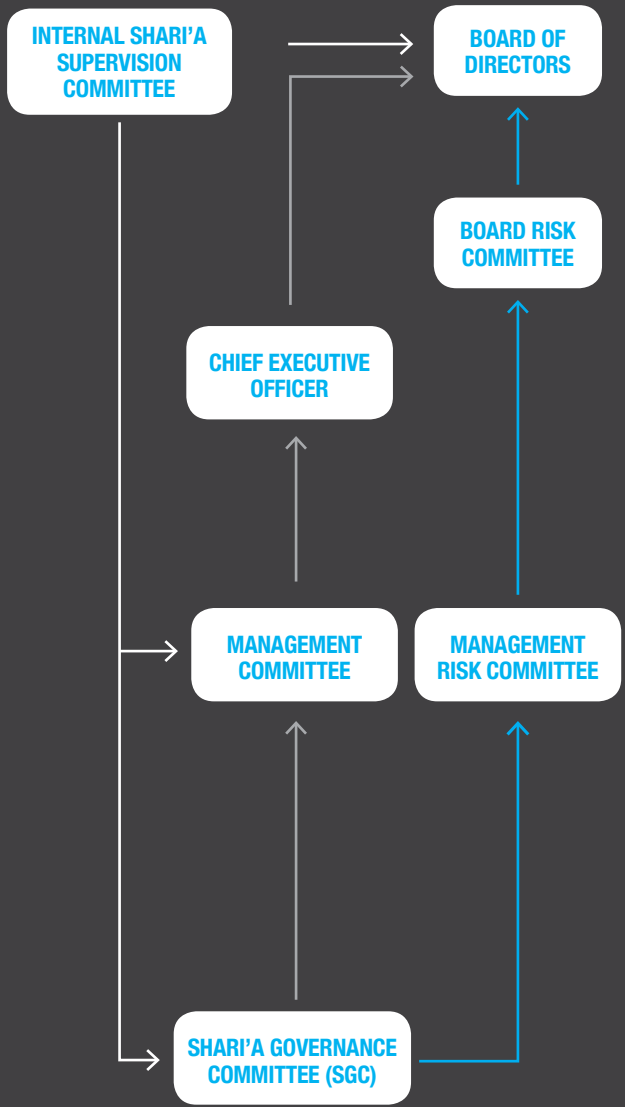 INTERNAL SHARI'A
SUPERVISION
COMMITTEE
BOARD OF
DIRECTORS
BOARD RISK
COMMITTEE
CHIEF EXECUTIVE
OFFICER
MANAGEMENT
COMMITTEE
MANAGEMENT
RISK COMMITTEE
SHARI'A GOVERNANCE
COMMITTEE (SGC)